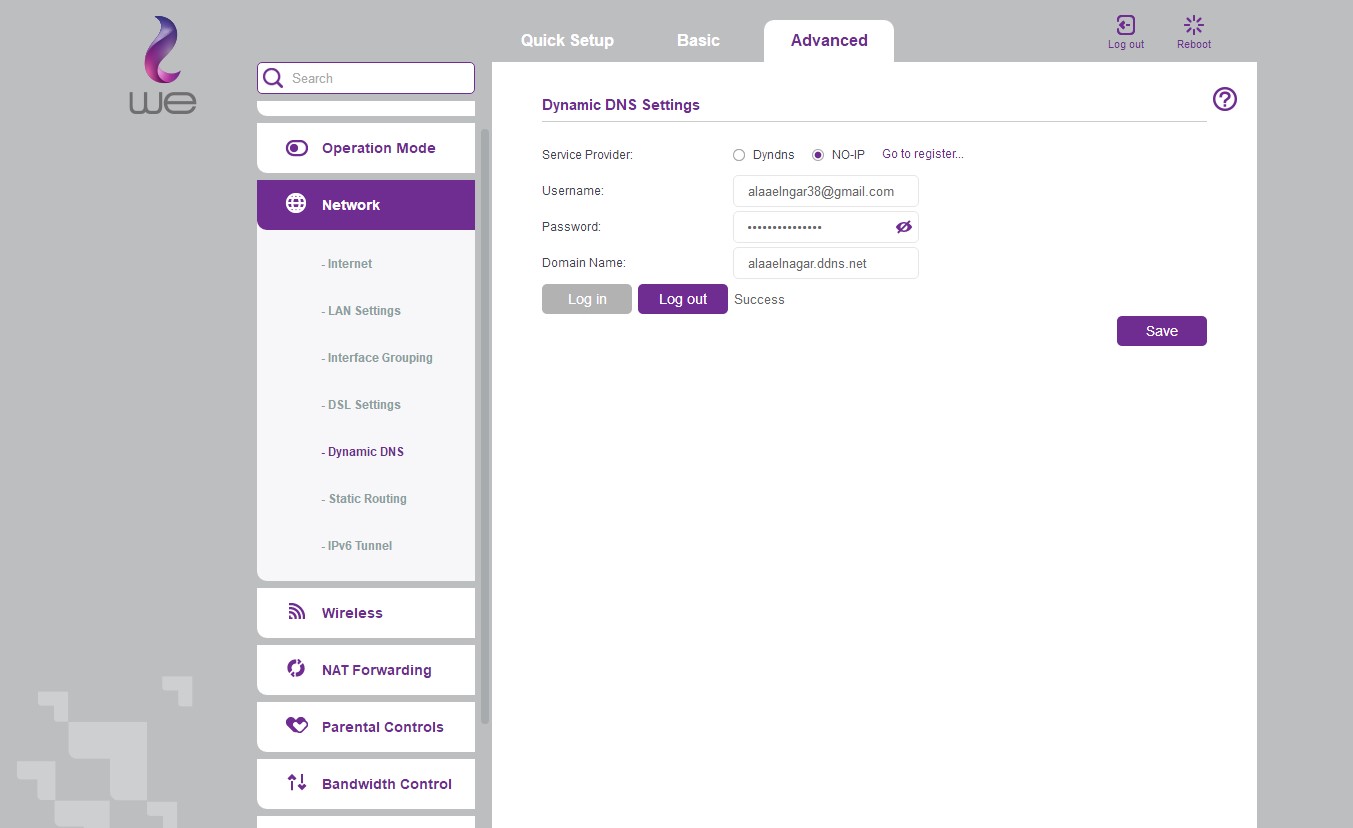 we
Quick Setup
Basic
Advanced
Log out
Reboot
Search
Operation Mode
Network
- Internet
- LAN Settings
- Interface Grouping
- DSL Settings
- Dynamic DNS
- Static Routing
- IPv6 Tunnel
Wireless
NAT Forwarding
Parental Controls
Bandwidth Control
Dynamic DNS Settings
?
Service Provider: Dyndns NO-IP Go to register...
Username: alaaelngar38@gmail.com
Password: •••••••••••••••
Domain Name: alaaelnagar.ddns.net
Log in Log out Success
Save